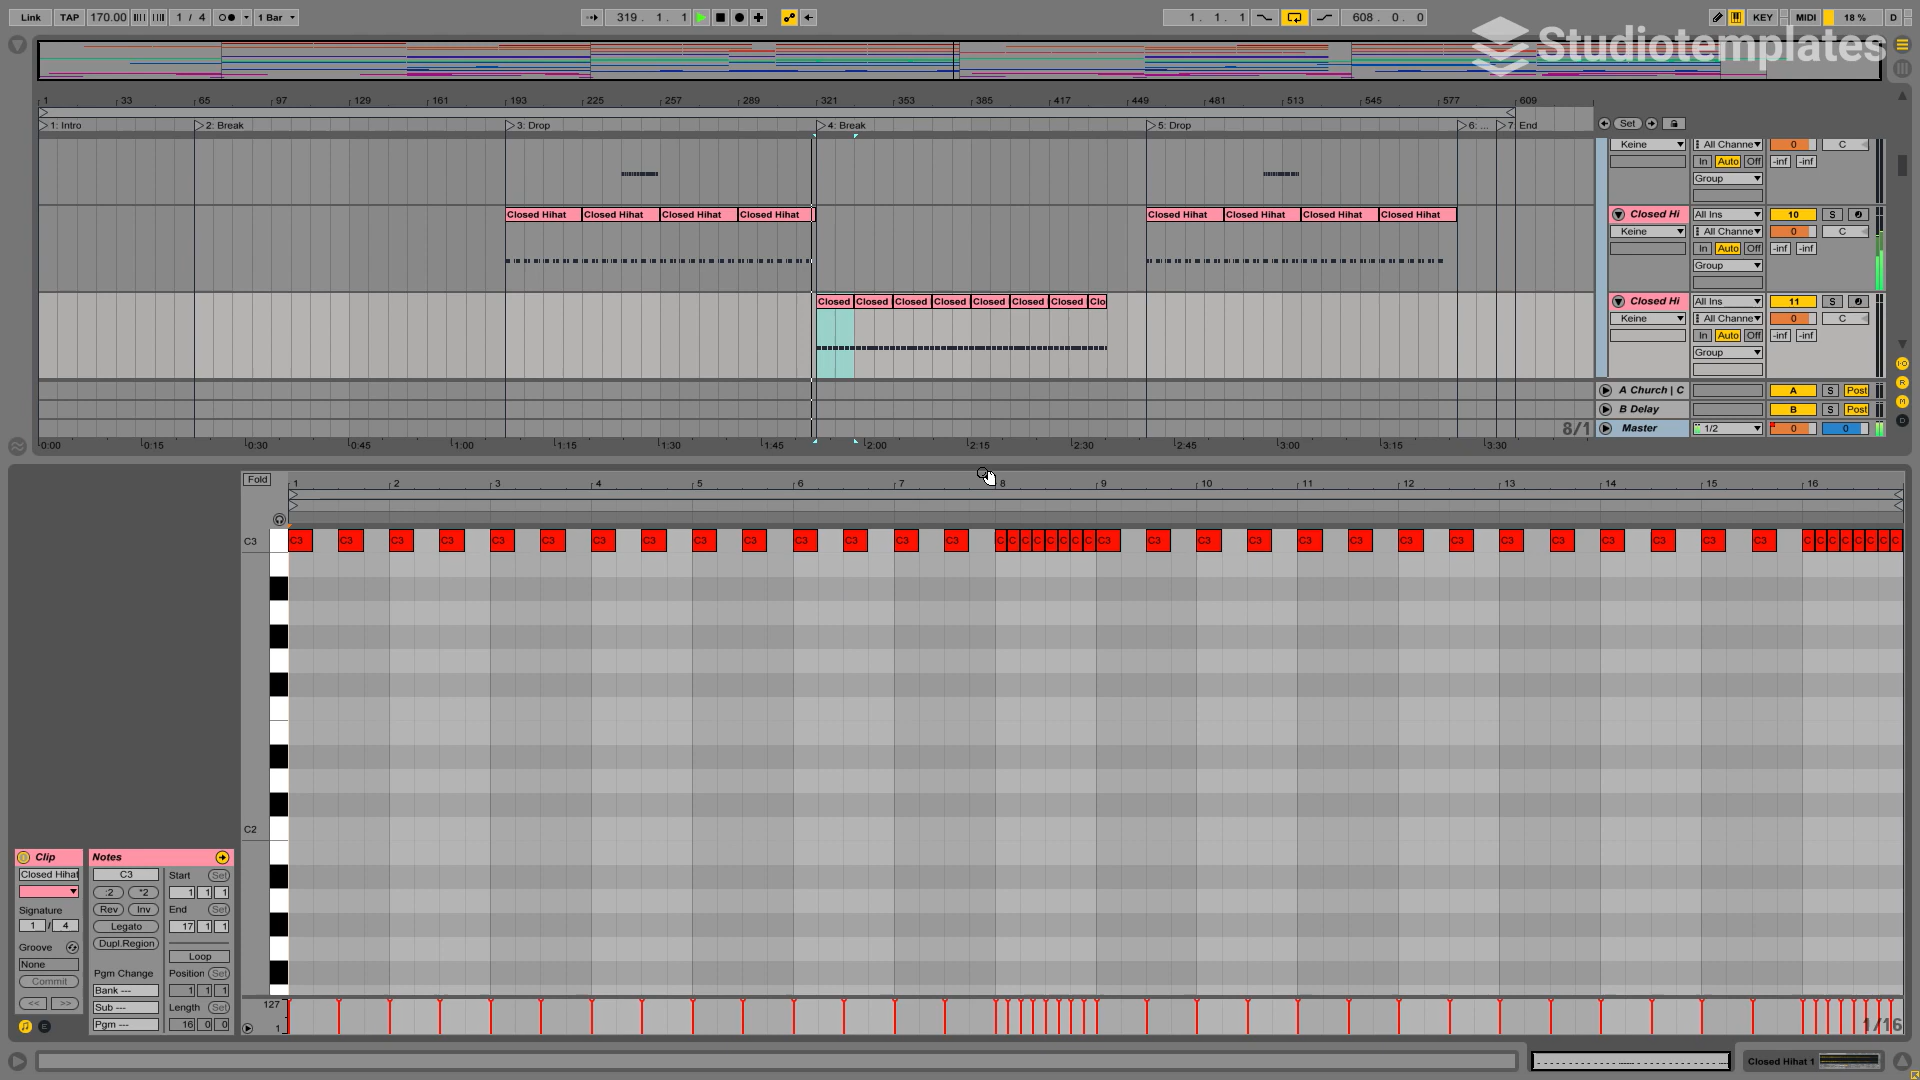 Link TAP 170.00 1 / 4 1 Bar 319. 1. 1 1. 1. 1 608. 0. 0 KEY MIDI 18 % D
Studiotemplates
1 33 65 97 129 161 193 225 257 289 321 353 385 417 449 481 513 545 577 609
1: Intro 2: Break 3: Drop 4: Break 5: Drop 6: ... 7 End Set
Keine All Channe 0 C
In Auto Off -inf -inf
Group
Closed Hihat Closed Hihat Closed Hihat Closed Hihat Closed Hihat Closed Hihat Closed Hihat Closed Hihat Closed Hi All Ins 10 S
Keine All Channe 0 C
In Auto Off -inf -inf
Group
Closed Closed Closed Closed Closed Closed Closed Clo Closed Hi All Ins 11 S
Keine All Channe 0 C
In Auto Off -inf -inf
Group
A Church | C A S Post
B Delay B S Post
8/1 Master 1/2 0 0
0:00 0:15 0:30 0:45 1:00 1:15 1:30 1:45 2:00 2:15 2:30 2:45 3:00 3:15 3:30
Fold 1 2 3 4 5 6 7 8 9 10 11 12 13 14 15 16
C3 C3 C3 C3 C3 C3 C3 C3 C3 C3 C3 C3 C3 C3 C3 C C C C C C C C C3 C3 C3 C3 C3 C3 C3 C3 C3 C3 C3 C3 C3 C3 C C C C C C C C
C2
Clip Notes
Closed Hihat C3 Start Set
:2 *2 1 1 1
Signature Rev Inv End Set
1 / 4 Legato 17 1 1
Groove Dupl.Region
None Loop
Commit Pgm Change Position Set
<< >> Bank --- 1 1 1
Sub --- Length Set
Pgm --- 16 0 0
127
1
1/16
Closed Hihat 1